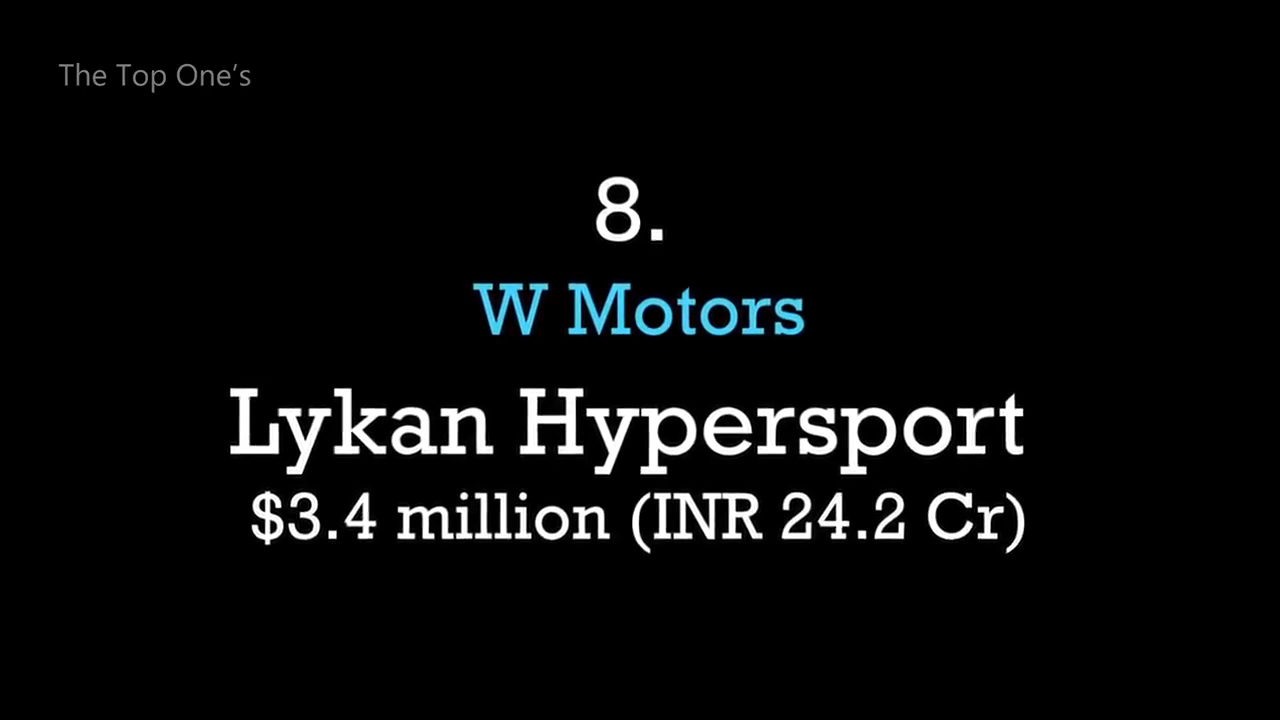 The Top One’s
8.
W Motors
Lykan Hypersport
$3.4 million (INR 24.2 Cr)